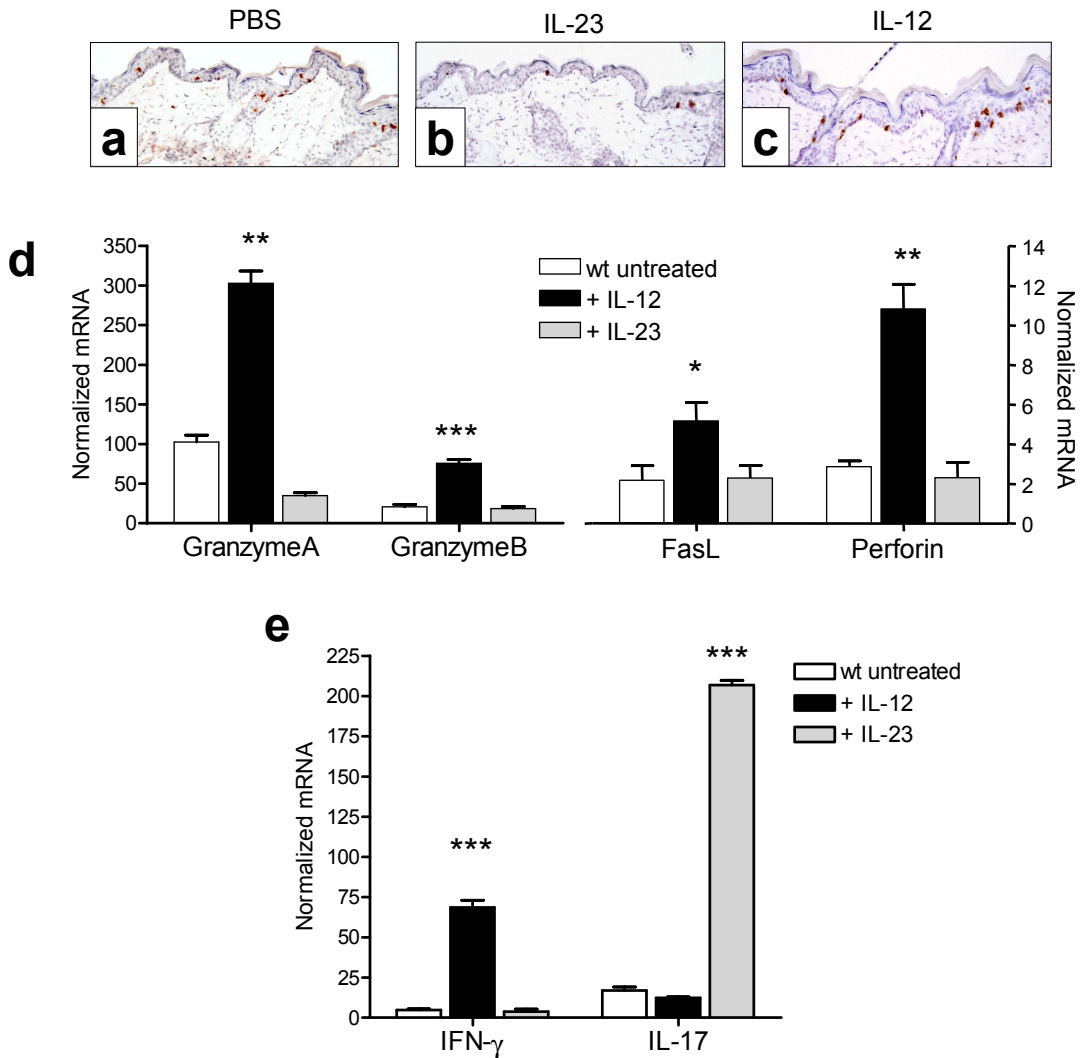 PBS
IL-23
IL-12
a
b
c
d
Normalized mRNA
350
300
250
200
150
100
50
0
**
***
GranzymeA
GranzymeB
wt untreated
+ IL-12
+ IL-23
*
**
FasL
Perforin
14
12
10
8
6
4
2
0
Normalized mRNA
e
Normalized mRNA
225
200
175
150
125
100
75
50
25
0
***
***
IFN-γ
IL-17
wt untreated
+ IL-12
+ IL-23